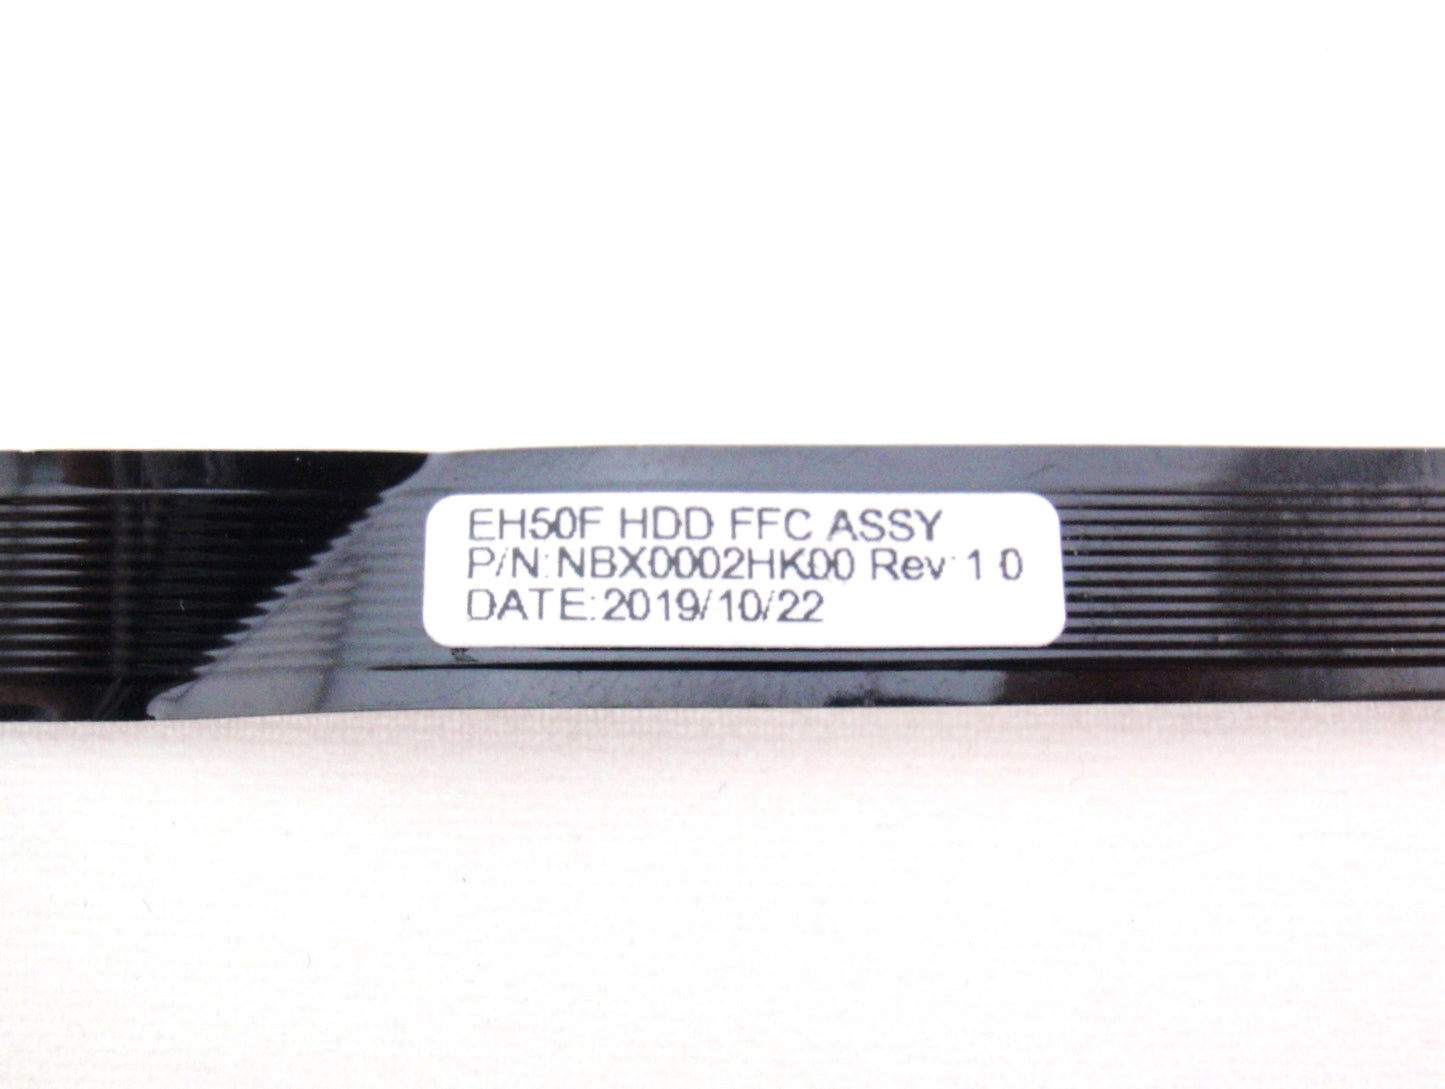 EH50F HDD FFC ASSY
P/N:NBX0002HK00 Rev:1.0
DATE:2019/10/22